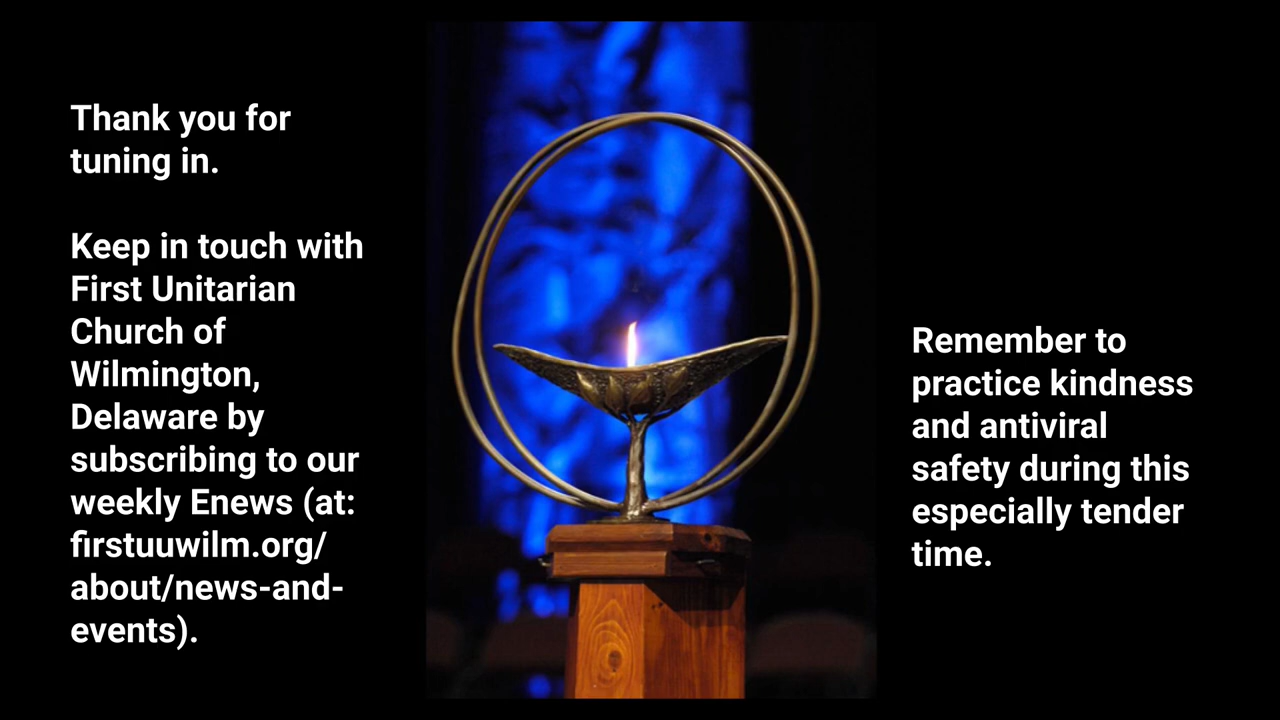 Thank you for
tuning in.
Keep in touch with
First Unitarian
Church of
Wilmington,
Delaware by
subscribing to our
weekly Enews (at:
firstuuwilm.org/
about/news-and-
events).
Remember to
practice kindness
and antiviral
safety during this
especially tender
time.